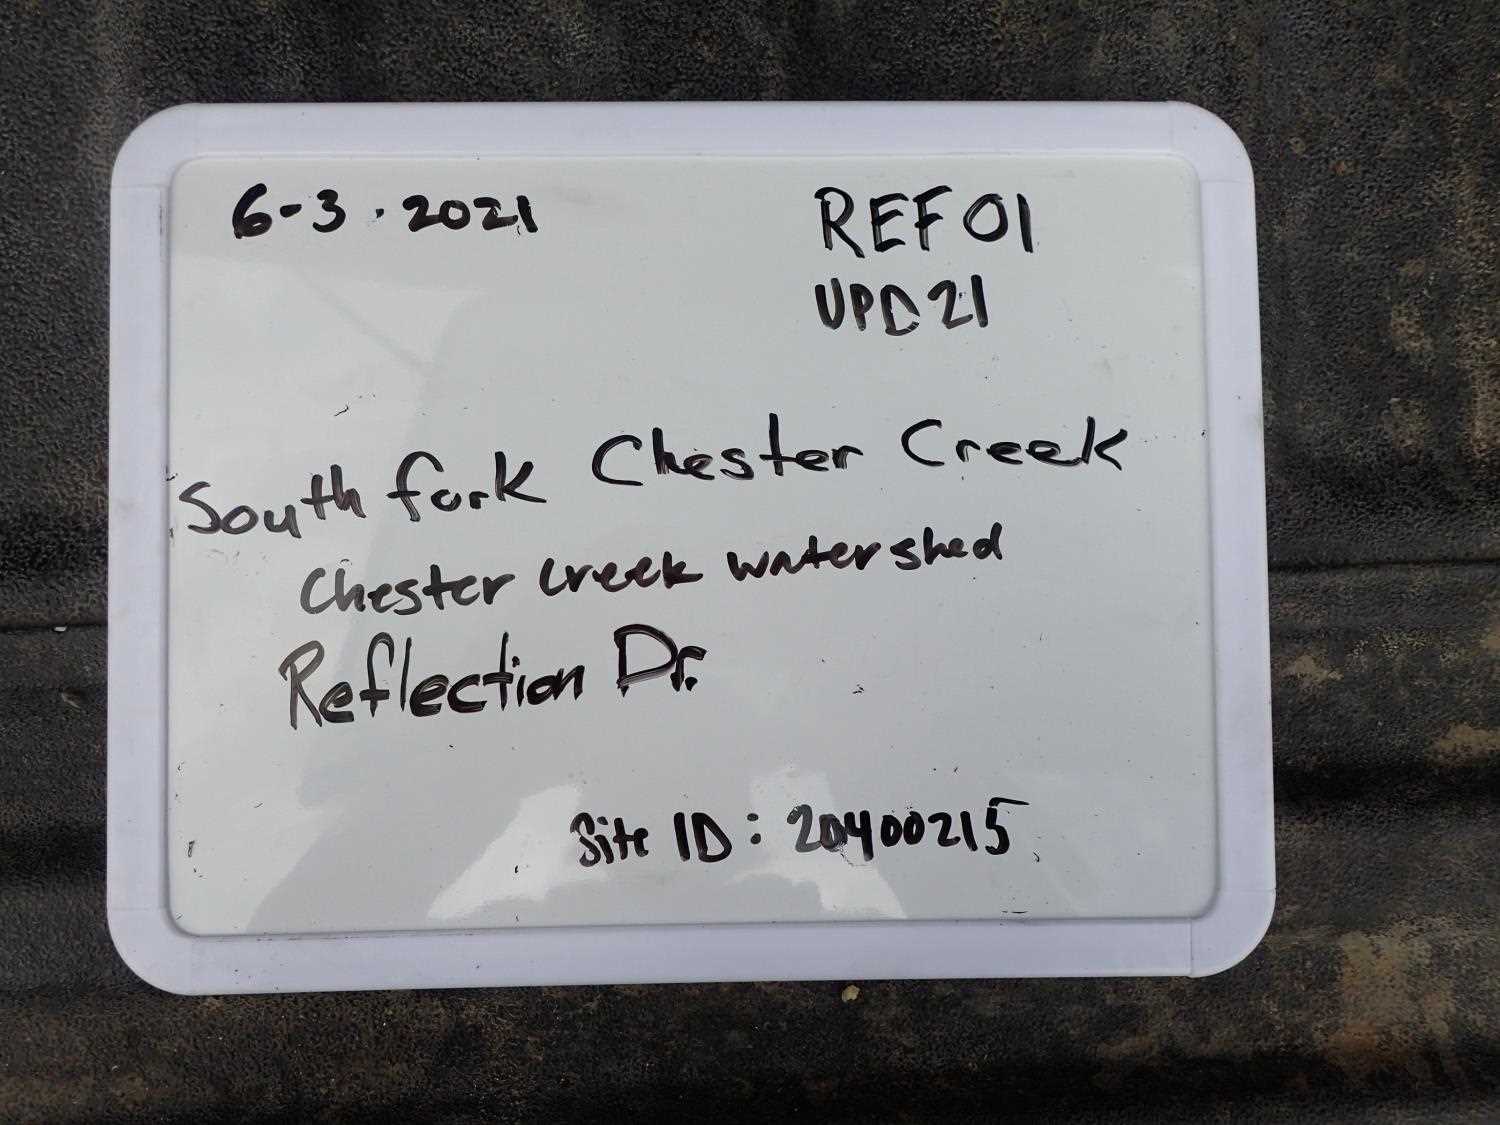 6-3.2021
REF01
UPD21
South fork Chester Creek
Chester Creek watershed
Reflection Dr.
Site ID: 20400215